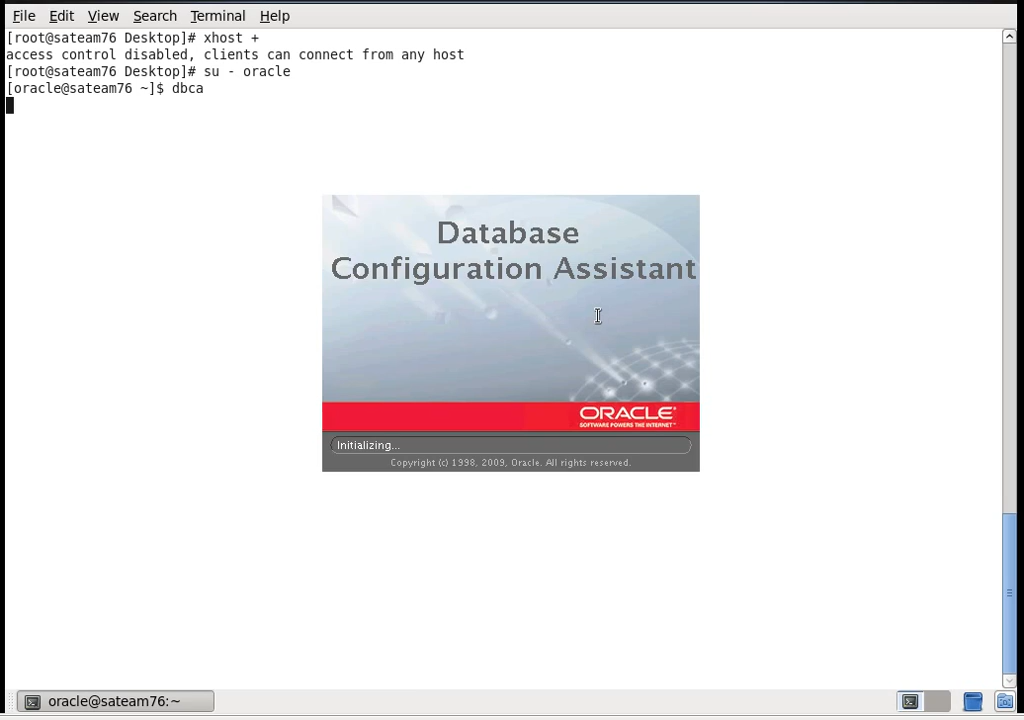 File Edit View Search Terminal Help
[root@sateam76 Desktop]# xhost +
access control disabled, clients can connect from any host
[root@sateam76 Desktop]# su - oracle
[oracle@sateam76 ~]$ dbca
Database
Configuration Assistant
ORACLE
SOFTWARE POWERS THE INTERNET™
Initializing...
Copyright (c) 1998, 2009, Oracle. All rights reserved.
oracle@sateam76:~